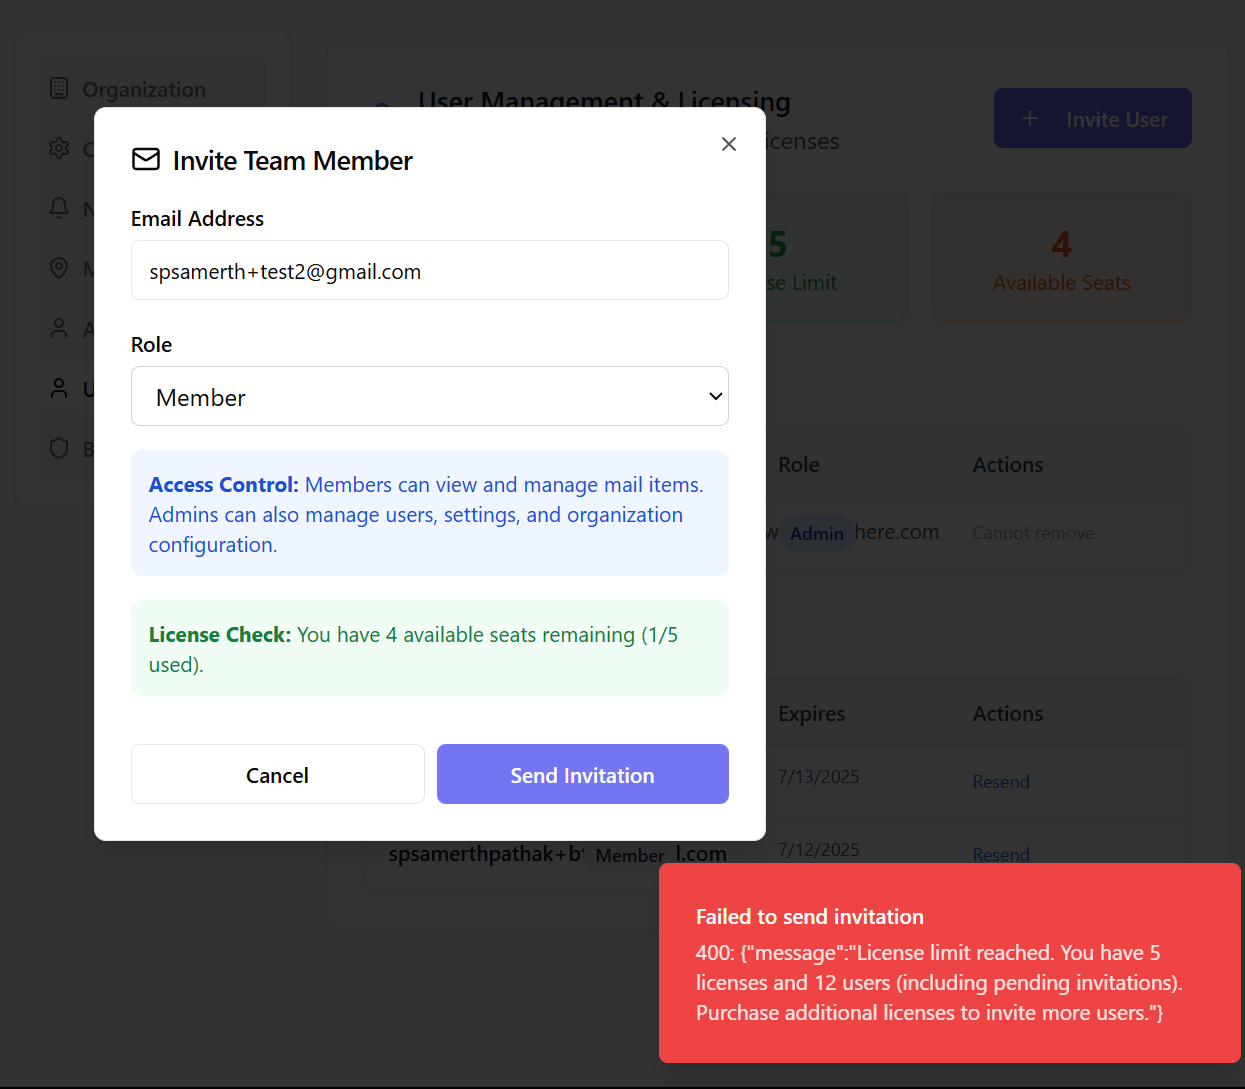 Organization
User Management & Licensing
icenses
Invite User
Invite Team Member
Email Address
spsamerth+test2@gmail.com
5
se Limit
4
Available Seats
Role
Member
Access Control: Members can view and manage mail items.
Admins can also manage users, settings, and organization
configuration.
License Check: You have 4 available seats remaining (1/5
used).
Cancel
Send Invitation
Role
Actions
w Admin here.com
Cannot remove
Expires
Actions
7/13/2025
Resend
spsamerthpathak+b
Member
l.com
7/12/2025
Resend
Failed to send invitation
400: {"message":"License limit reached. You have 5
licenses and 12 users (including pending invitations).
Purchase additional licenses to invite more users."}